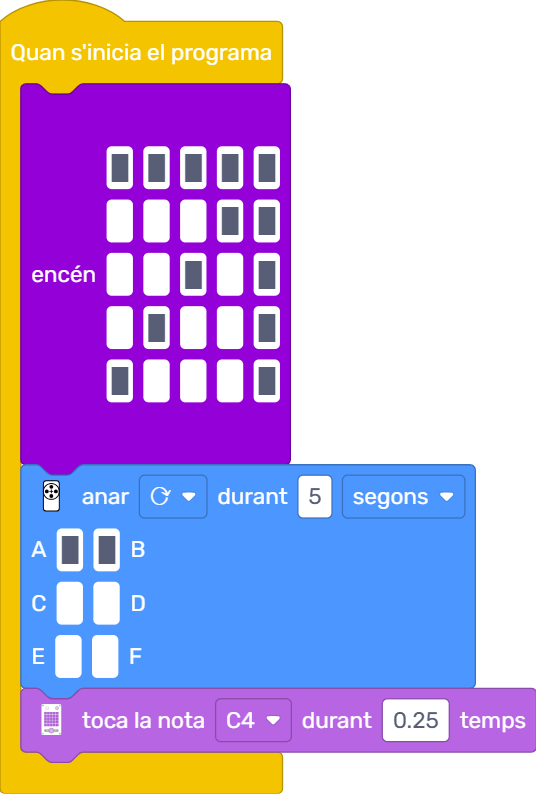 Quan s'inicia el programa
encén
anar durant 5 segons
A B
C D
E F
toca la nota C4 durant 0.25 temps